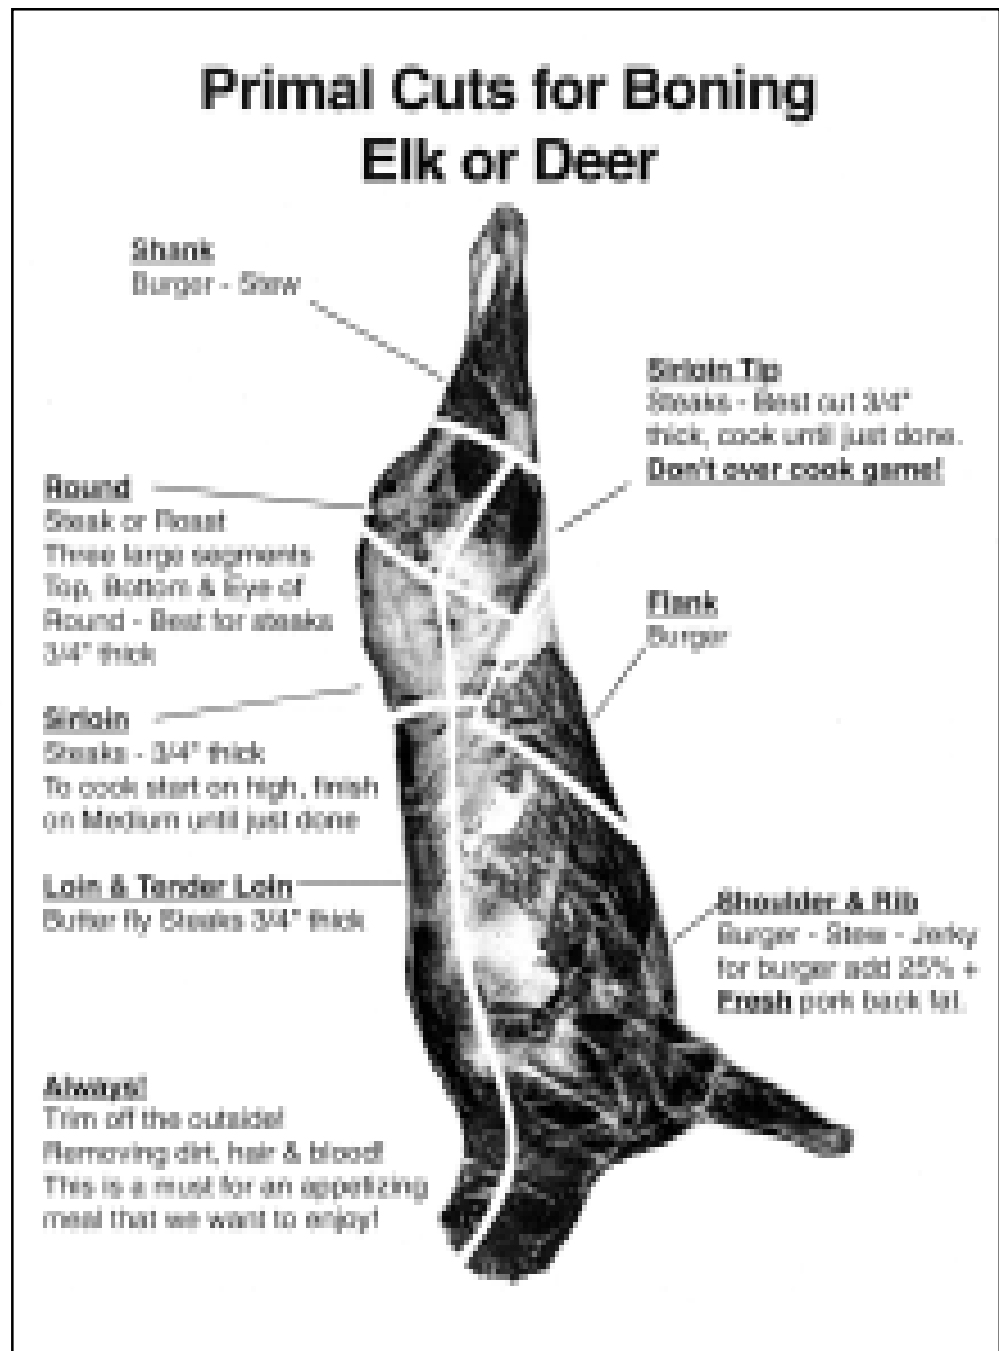 Primal Cuts for Boning
Elk or Deer
Shank
Burger - Stew
Sirloin Tip
Steaks - Best cut 3/4" 
thick, cook until just done.
Don't over cook game!
Round
Steak or Roast
Three large segments
Top, Bottom & Eye of
Round - Best for steaks
3/4" thick
Flank
Burger
Sirloin
Steaks - 3/4" thick
To cook start on high, finish
on Medium until just done
Loin & Tender Loin
Butter fly Steaks 3/4" thick
Shoulder & Rib
Burger - Stew - Jerky
for burger add 25% +
Fresh pork back fat.
Always!
Trim off the outside!
Removing dirt, hair & blood!
This is a must for an appetizing
meal that we want to enjoy!